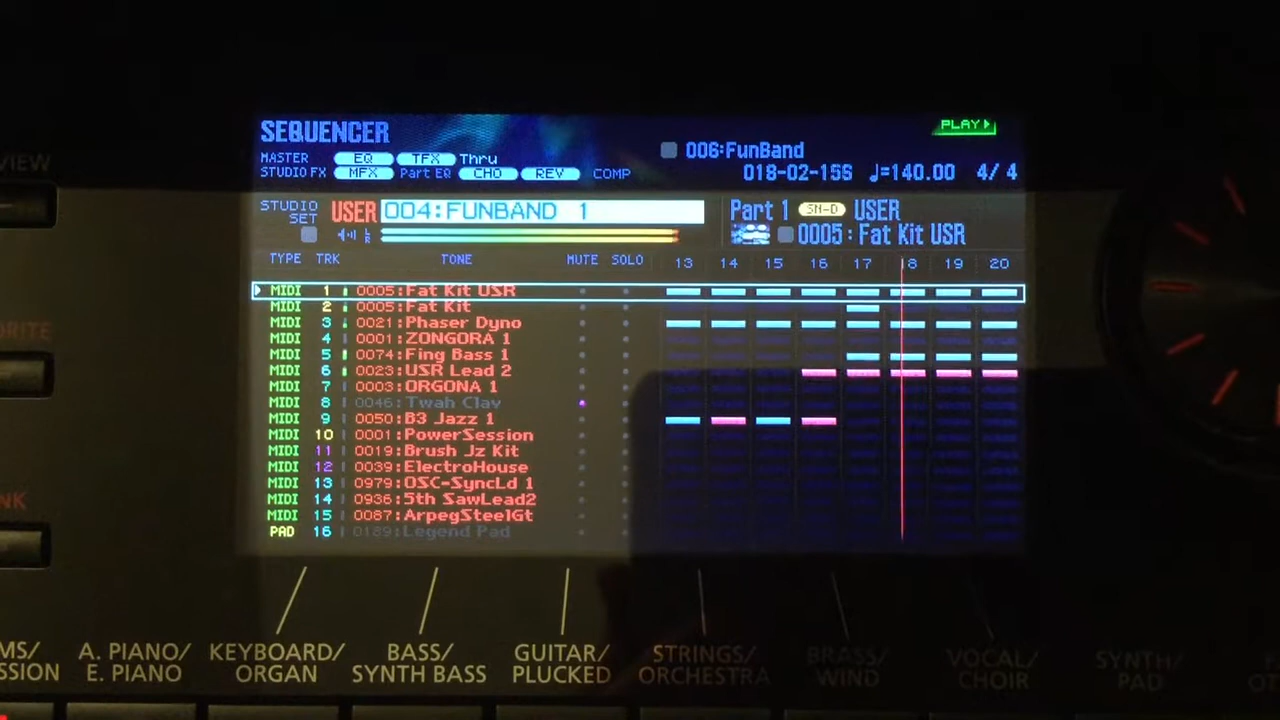 VIEW
SEQUENCER
PLAY
MASTER EQ TFX Thru
STUDIO FX MFX Part EQ CHO REV COMP
006:FunBand
018-02-156 ♩=140.00 4/ 4
STUDIO SET USER 004:FUNBAND 1
L
R
Part 1 SN-D USER
0005:Fat Kit USR
TYPE TRK TONE MUTE SOLO 13 14 15 16 17 18 19 20
MIDI 1 0005:Fat Kit USR
MIDI 2 0005:Fat Kit
MIDI 3 0021:Phaser Dyno
MIDI 4 0001:ZONGORA 1
MIDI 5 0074:Fing Bass 1
MIDI 6 0023:USR Lead 2
MIDI 7 0003:ORGONA 1
MIDI 8 0046:Twah Clav
MIDI 9 0050:B3 Jazz 1
MIDI 10 0001:PowerSession
MIDI 11 0019:Brush Jz Kit
MIDI 12 0039:ElectroHouse
MIDI 13 0979:OSC-SyncLd 1
MIDI 14 0936:5th SawLead2
MIDI 15 0087:ArpegSteelGt
PAD 16 0189:Legend Pad
MS/
SSION
A. PIANO/
E. PIANO
KEYBOARD/
ORGAN
BASS/
SYNTH BASS
GUITAR/
PLUCKED
STRINGS/
ORCHESTRA
BRASS/
WIND
VOCAL/
CHOIR
SYNTH/
PAD